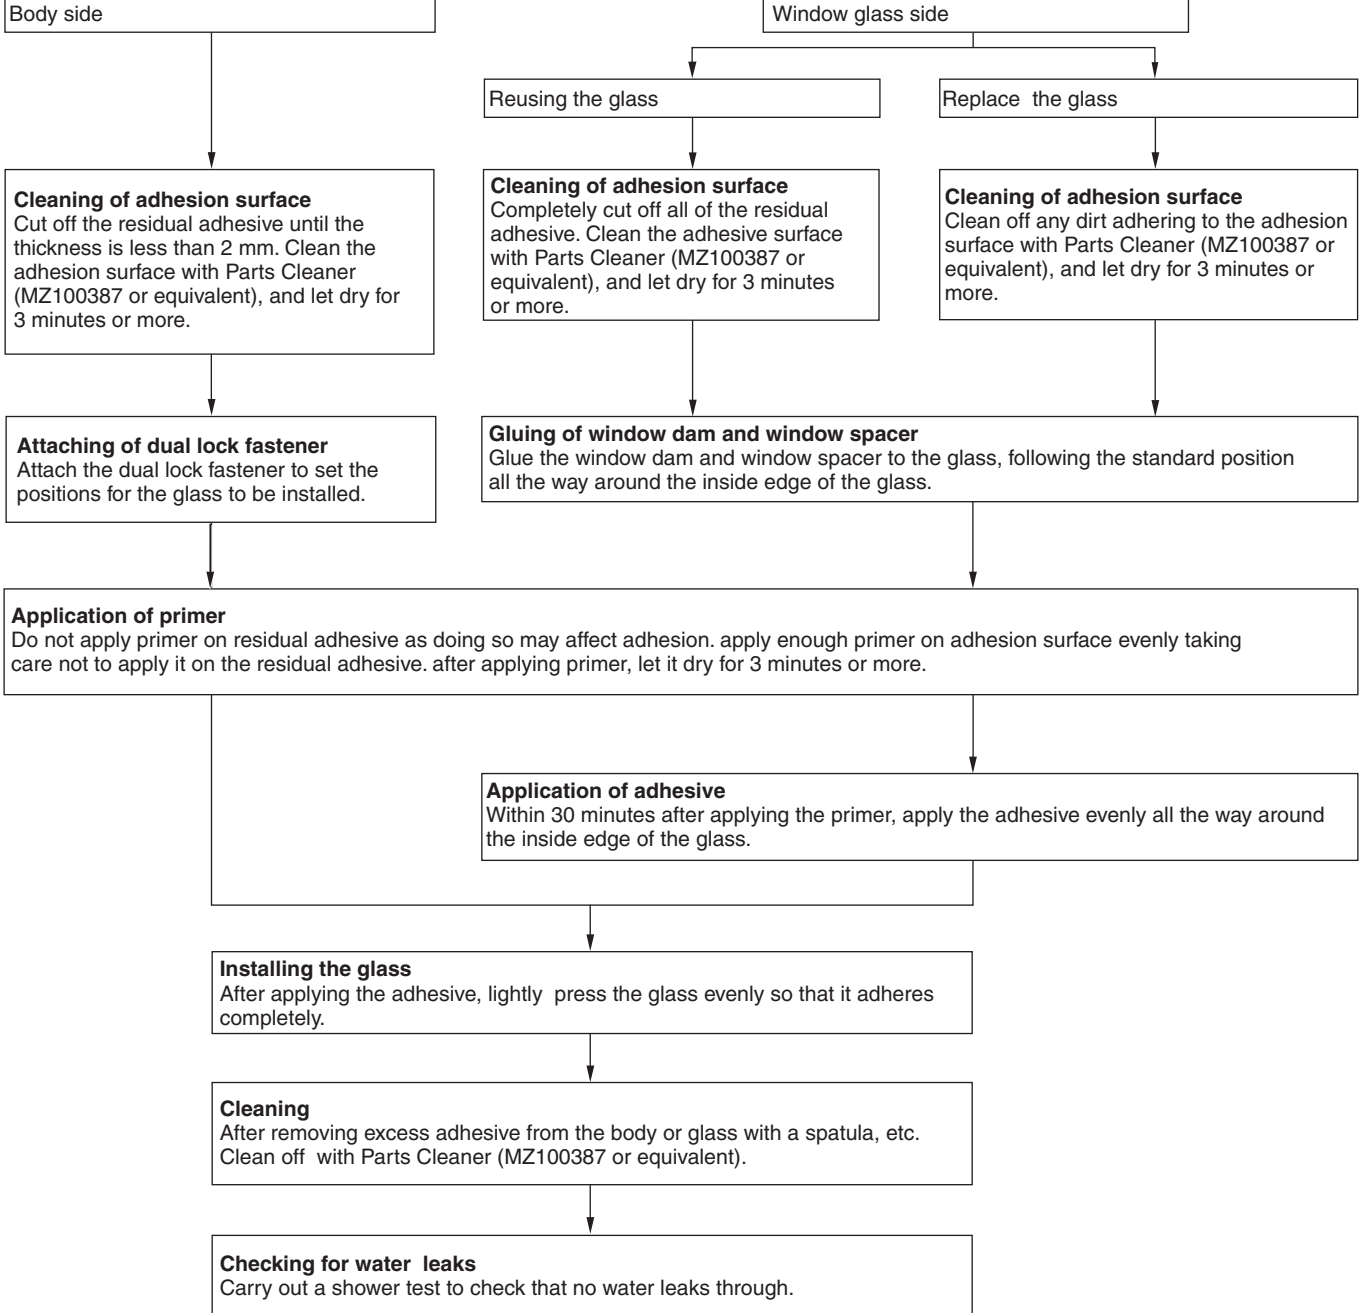 Body side
Window glass side
Reusing the glass
Replace the glass
Cleaning of adhesion surface
Cut off the residual adhesive until the
thickness is less than 2 mm. Clean the
adhesion surface with Parts Cleaner
(MZ100387 or equivalent), and let dry for
3 minutes or more.
Cleaning of adhesion surface
Completely cut off all of the residual
adhesive. Clean the adhesive surface
with Parts Cleaner (MZ100387 or
equivalent), and let dry for 3 minutes
or more.
Cleaning of adhesion surface
Clean off any dirt adhering to the adhesion
surface with Parts Cleaner (MZ100387 or
equivalent), and let dry for 3 minutes or
more.
Attaching of dual lock fastener
Attach the dual lock fastener to set the
positions for the glass to be installed.
Gluing of window dam and window spacer
Glue the window dam and window spacer to the glass, following the standard position
all the way around the inside edge of the glass.
Application of primer
Do not apply primer on residual adhesive as doing so may affect adhesion. apply enough primer on adhesion surface evenly taking
care not to apply it on the residual adhesive. after applying primer, let it dry for 3 minutes or more.
Application of adhesive
Within 30 minutes after applying the primer, apply the adhesive evenly all the way around
the inside edge of the glass.
Installing the glass
After applying the adhesive, lightly press the glass evenly so that it adheres
completely.
Cleaning
After removing excess adhesive from the body or glass with a spatula, etc.
Clean off with Parts Cleaner (MZ100387 or equivalent).
Checking for water leaks
Carry out a shower test to check that no water leaks through.